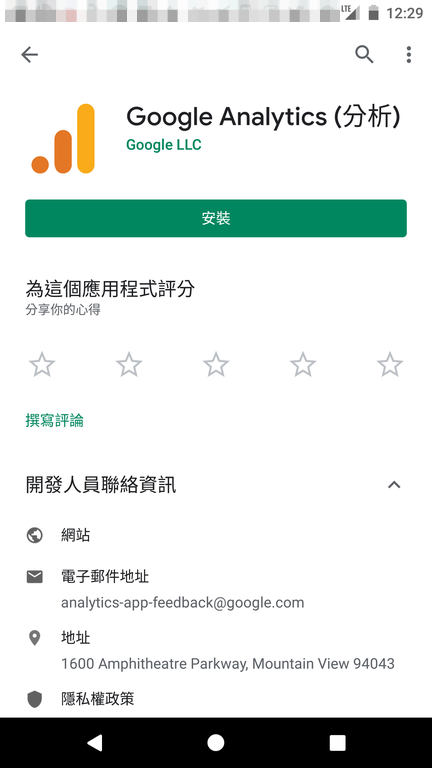 LTE 12:29
Google Analytics (分析)
Google LLC
安裝
為這個應用程式評分
分享你的心得
撰寫評論
開發人員聯絡資訊
網站
電子郵件地址
analytics-app-feedback@google.com
地址
1600 Amphitheatre Parkway, Mountain View 94043
隱私權政策